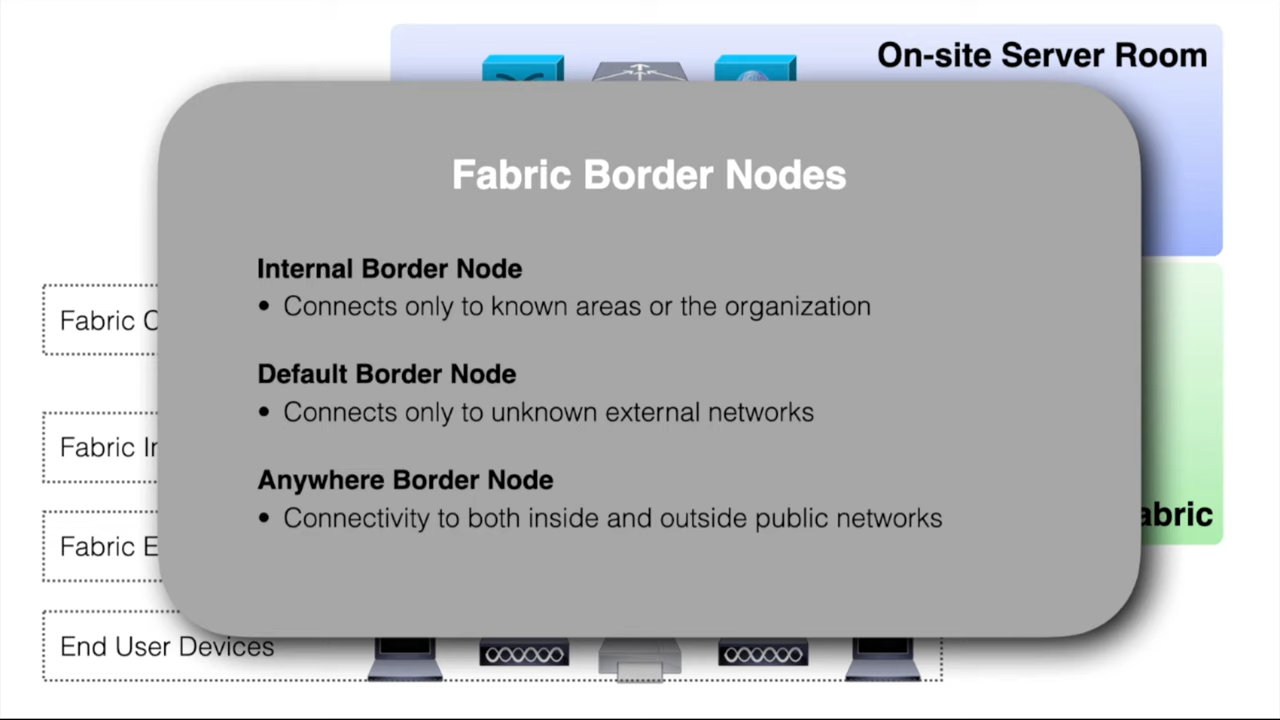 On-site Server Room
Fabric Border Nodes
Internal Border Node
• Connects only to known areas or the organization
Default Border Node
• Connects only to unknown external networks
Anywhere Border Node
• Connectivity to both inside and outside public networks
Fabric
Fabric
Fabric
End User Devices